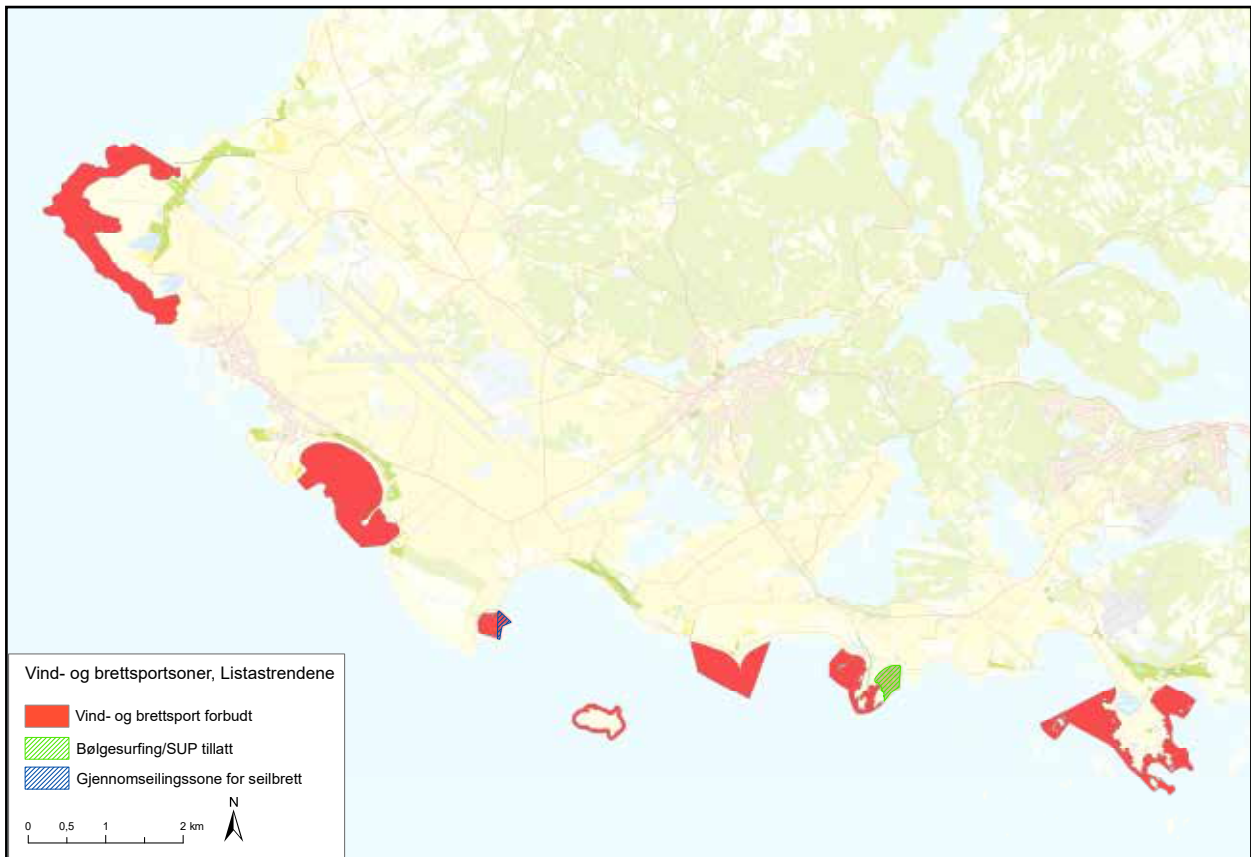 Vind- og brettsportsoner, Listastrendene
Vind- og brettsport forbudt
Bølgesurfing/SUP tillatt
Gjennomseilingssone for seilbrett
N
0 0,5 1 2 km